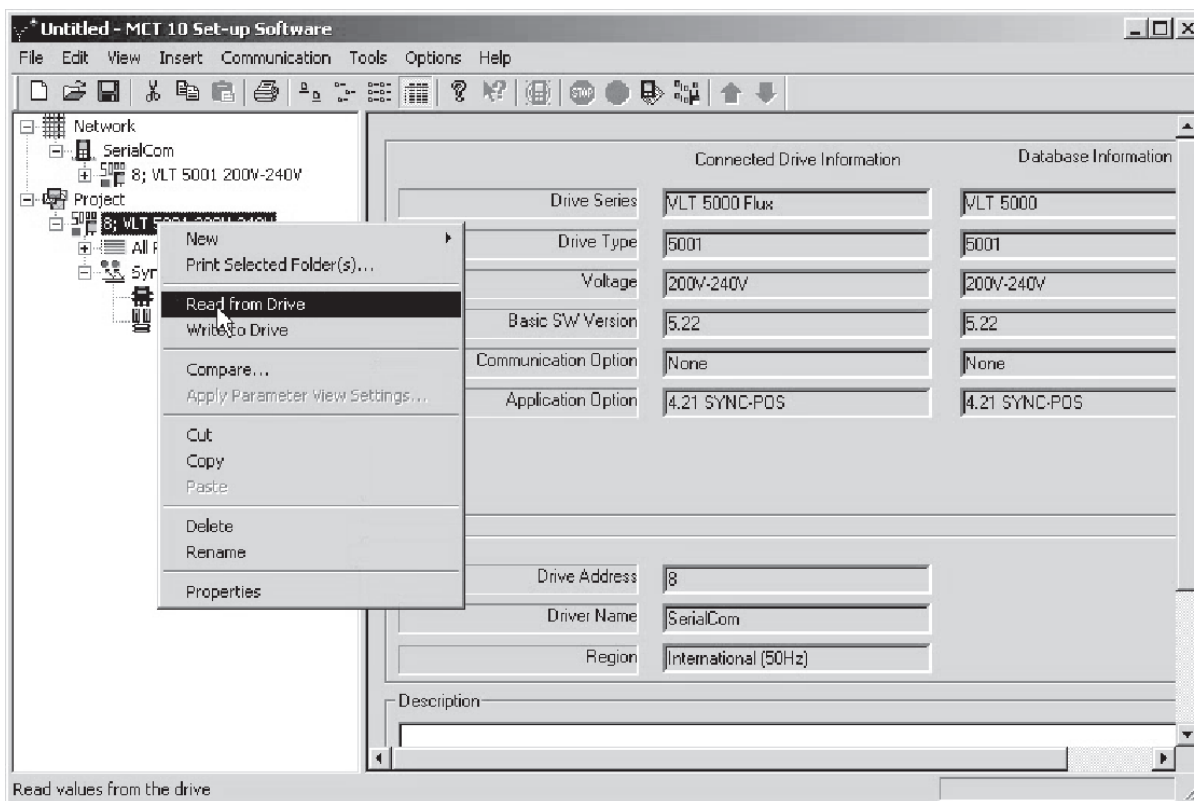 Untitled - MCT 10 Set-up Software
File Edit View Insert Communication Tools Options Help
STOP
Network
SerialCom
8; VLT 5001 200V-240V
Project
8; VLT 5001 200V-240V
All
New
Print Selected Folder(s)...
Read from Drive
Write to Drive
Compare...
Apply Parameter View Settings...
Cut
Copy
Paste
Delete
Rename
Properties
Connected Drive Information Database Information
Drive Series VLT 5000 Flux VLT 5000
Drive Type 5001 5001
Voltage 200V-240V 200V-240V
Basic SW Version 5.22 5.22
Communication Option None None
Application Option 4.21 SYNC-POS 4.21 SYNC-POS
Drive Address 8
Driver Name SerialCom
Region International (50Hz)
Description
Read values from the drive